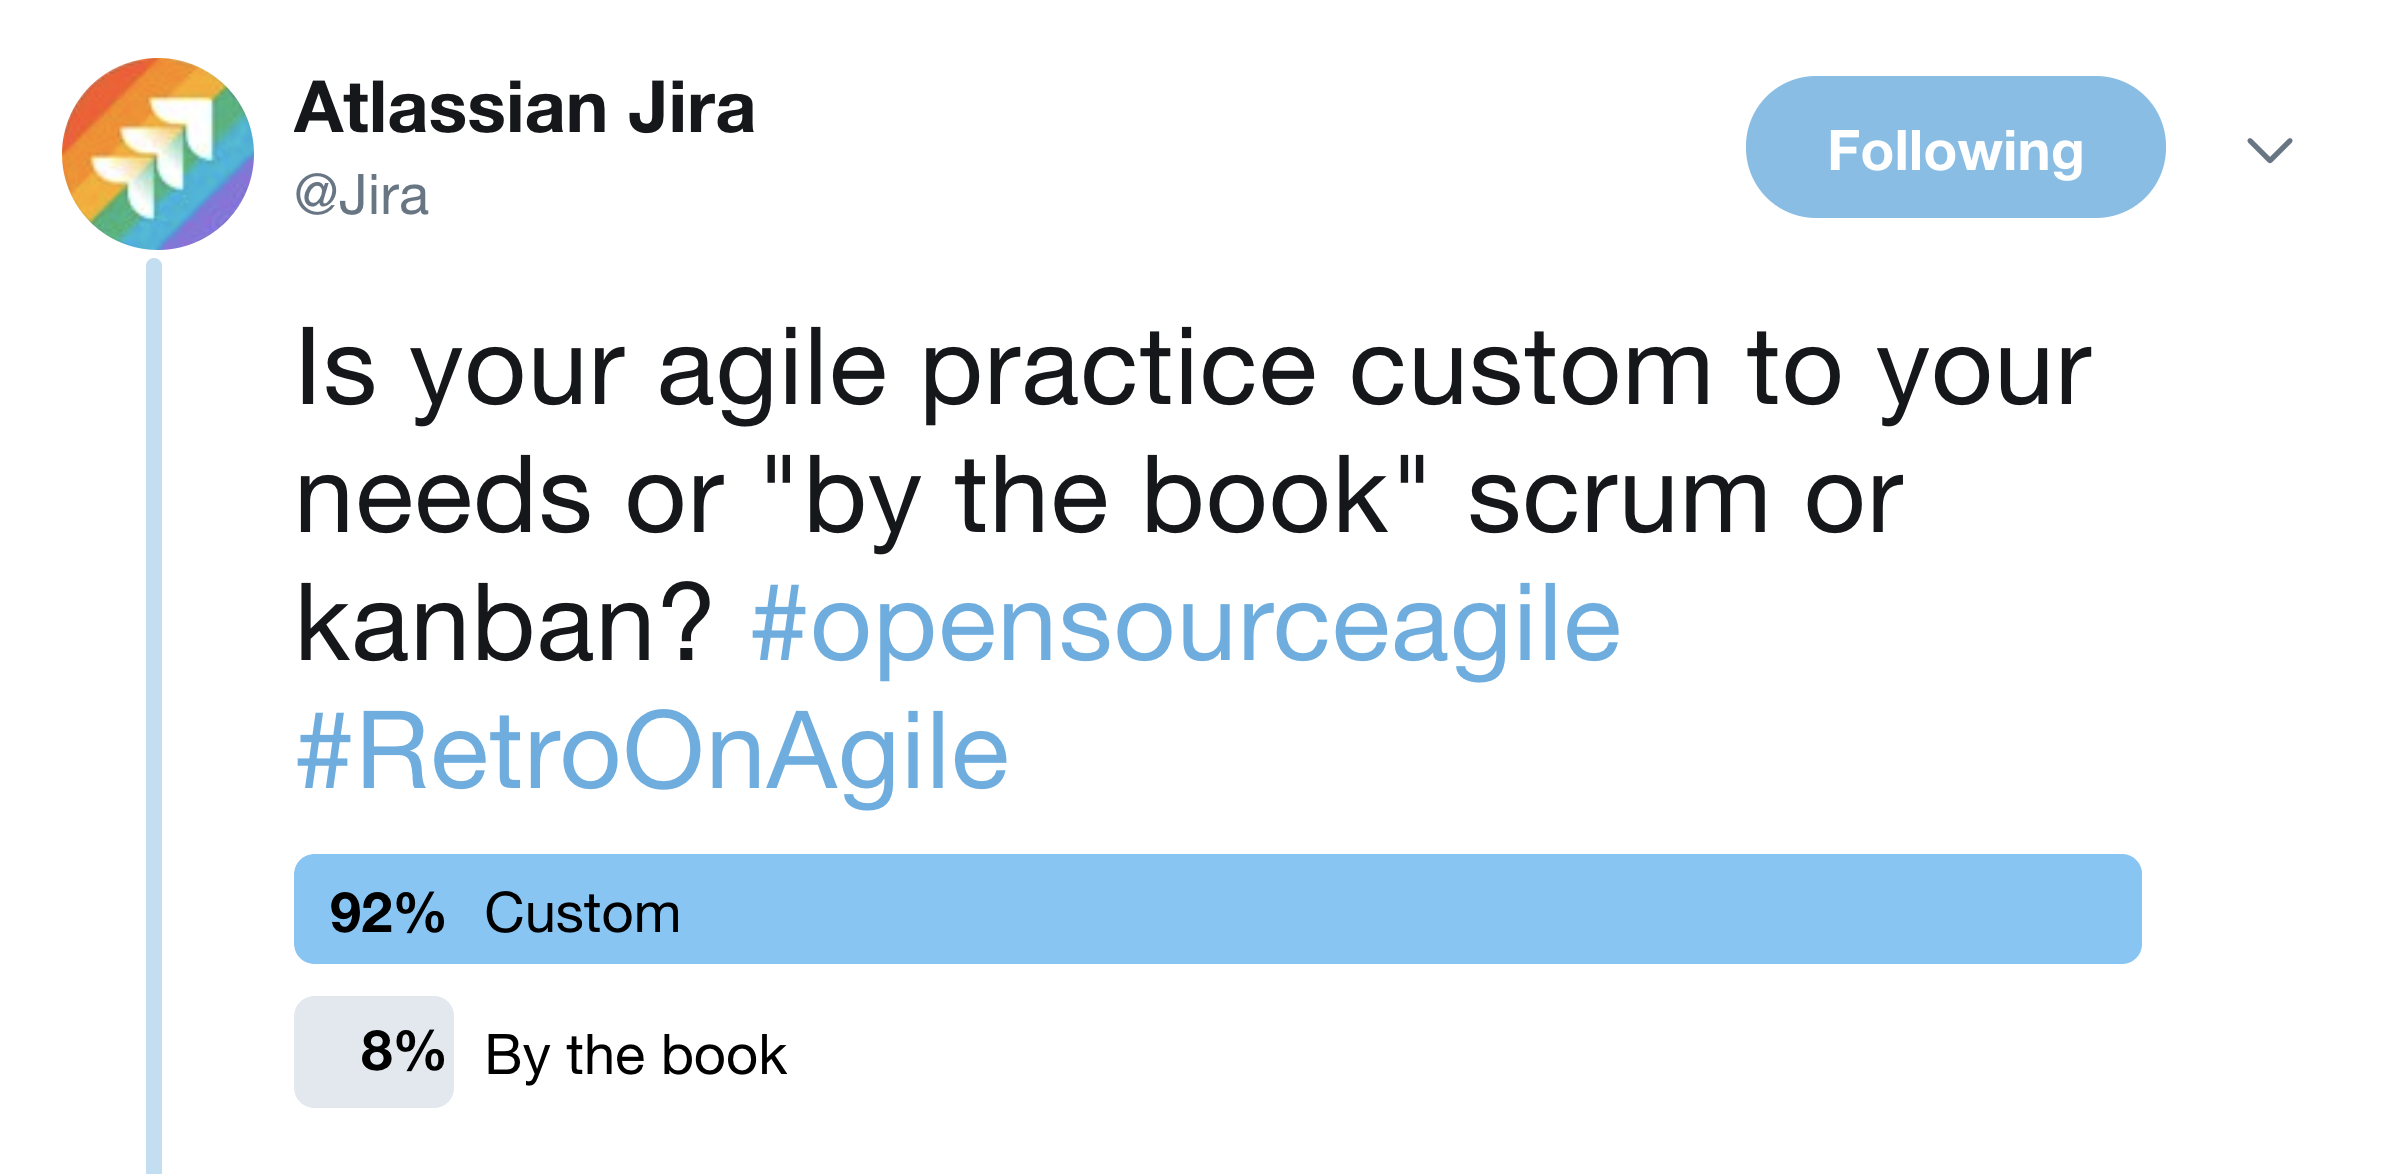 Atlassian Jira
@Jira
Following
Is your agile practice custom to your
needs or "by the book" scrum or
kanban? #opensourceagile
#RetroOnAgile
92% Custom
8% By the book